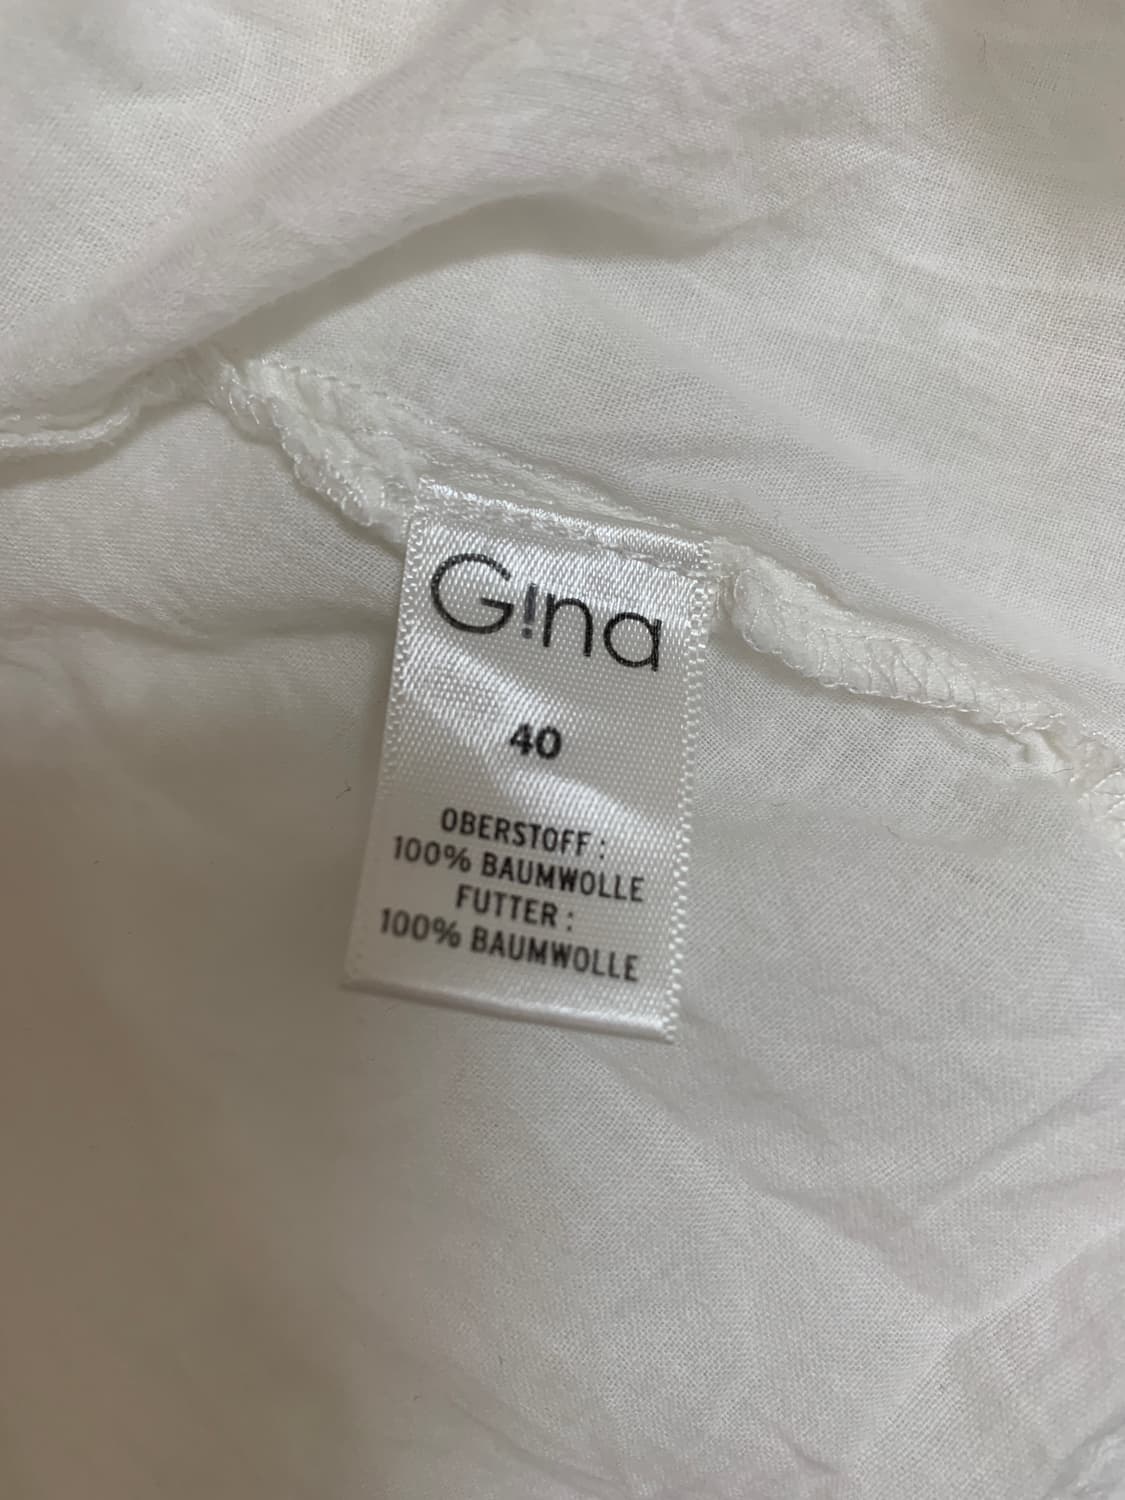 G!na
40
OBERSTOFF :
100% BAUMWOLLE
FUTTER :
100% BAUMWOLLE